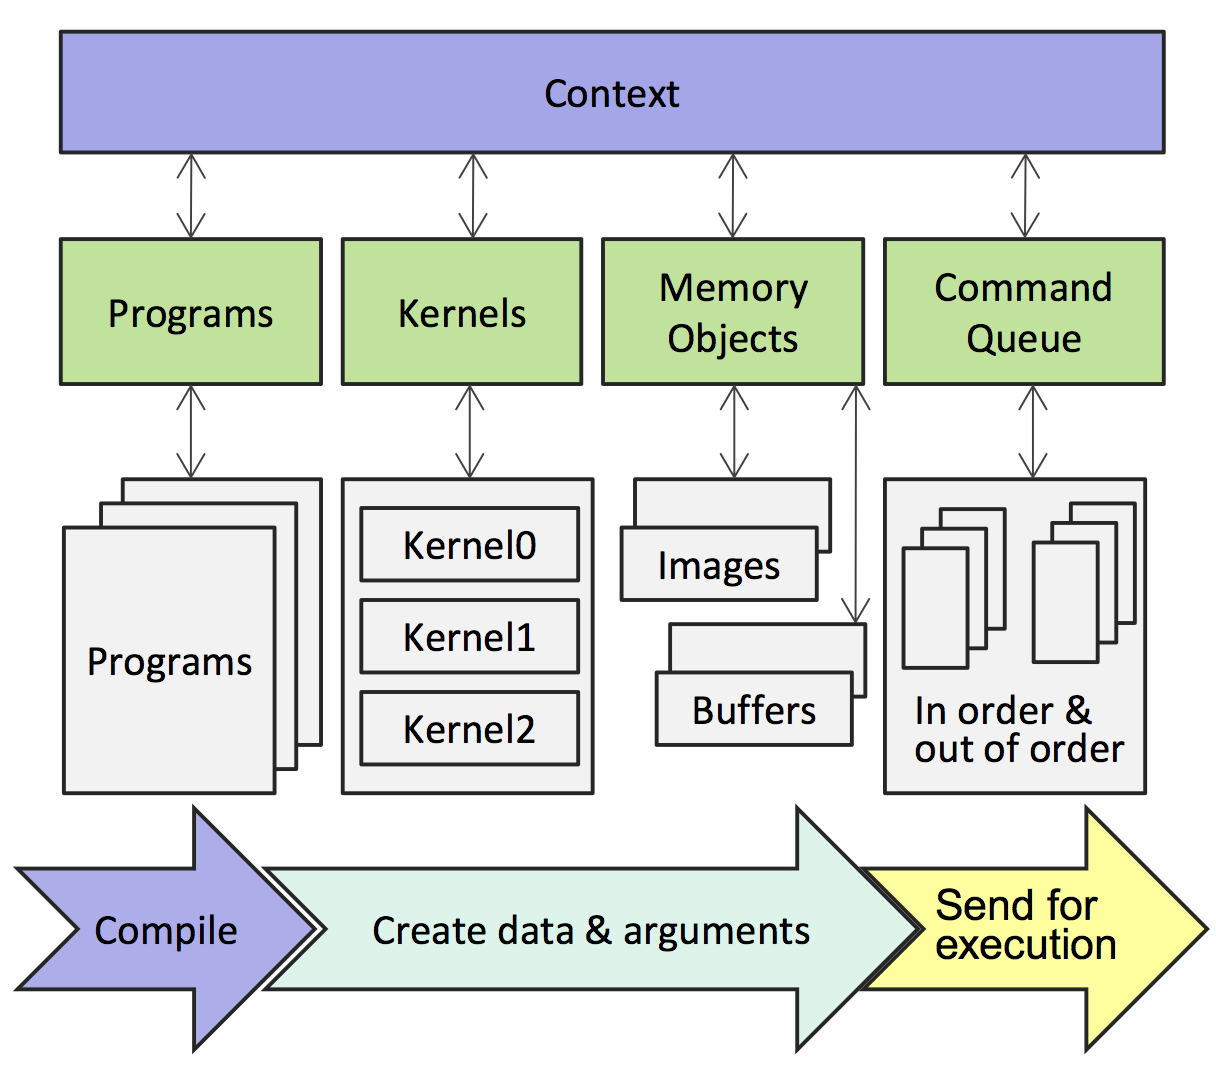 Context
Programs
Kernels
Memory
Objects
Command
Queue
Programs
Kernel0
Kernel1
Kernel2
Images
Buffers
In order &
out of order
Compile
Create data & arguments
Send for
execution